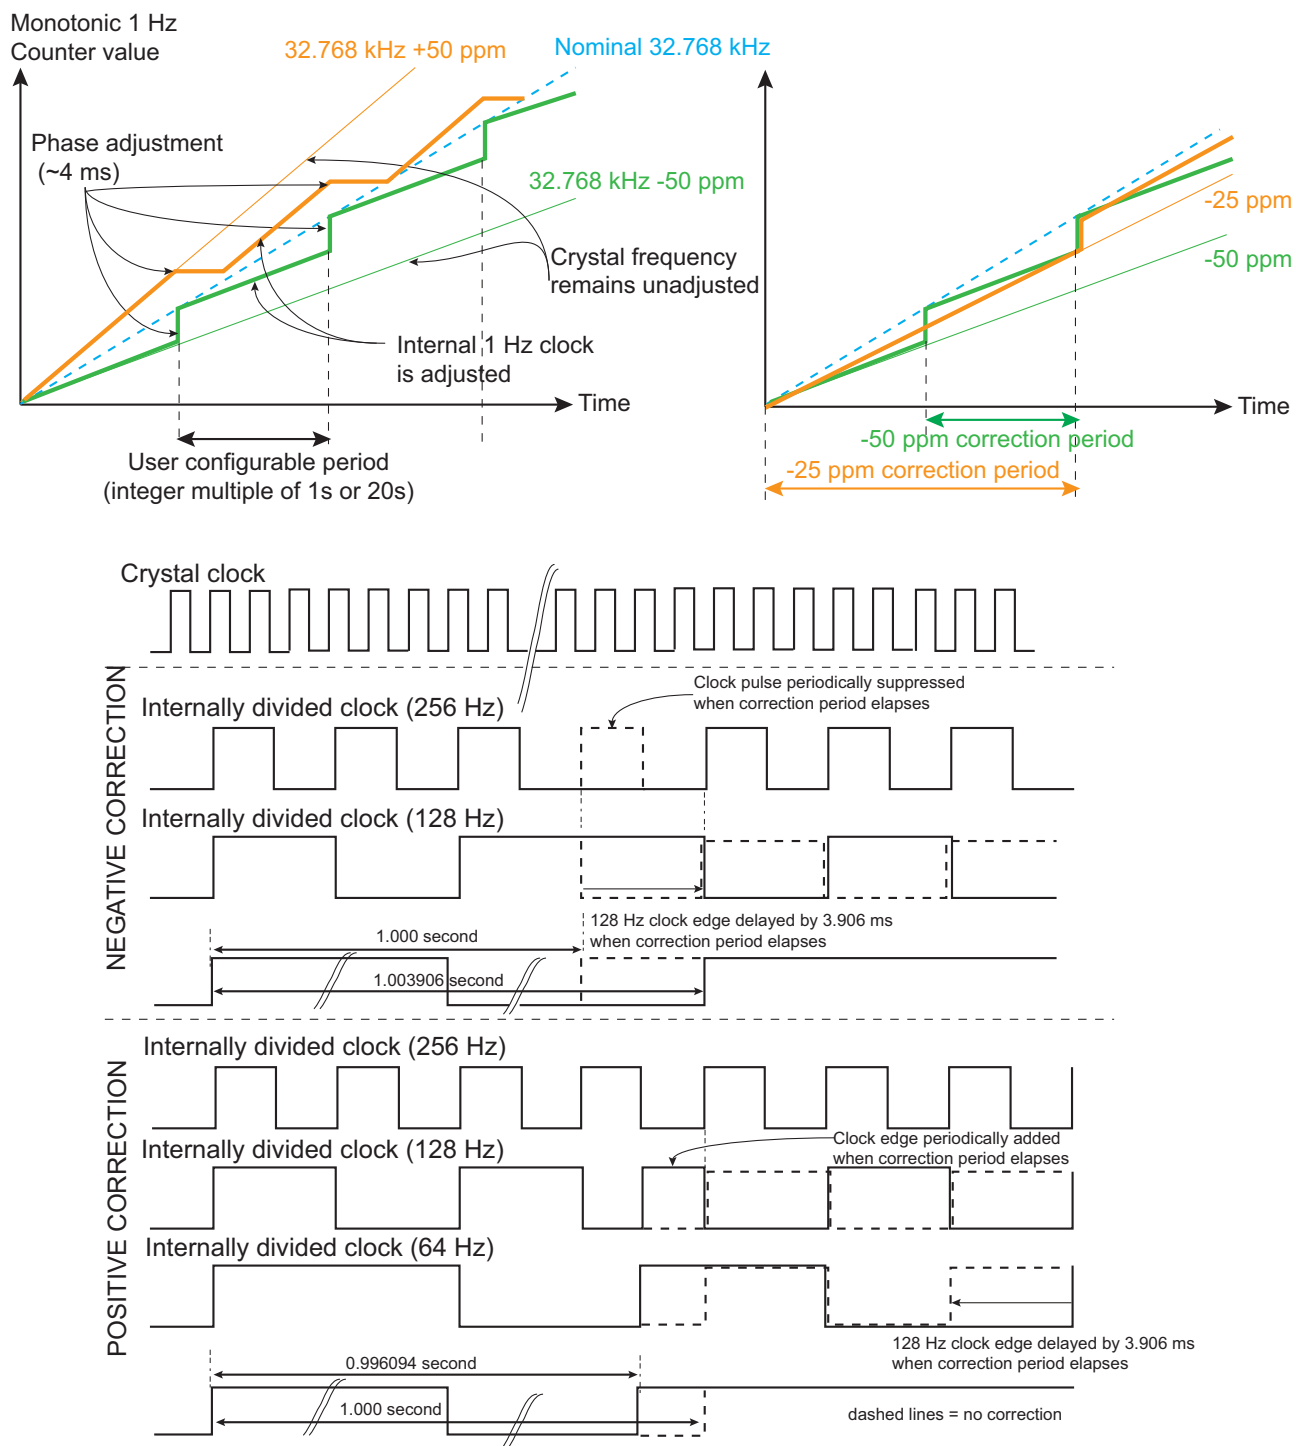 Monotonic 1 Hz
Counter value
32.768 kHz +50 ppm
Nominal 32.768 kHz
Phase adjustment
(~4 ms)
32.768 kHz -50 ppm
Crystal frequency
remains unadjusted
Internal 1 Hz clock
is adjusted
Time
User configurable period
(integer multiple of 1s or 20s)
-25 ppm
-50 ppm
Time
-50 ppm correction period
-25 ppm correction period
Crystal clock
NEGATIVE CORRECTION
Clock pulse periodically suppressed
when correction period elapses
Internally divided clock (256 Hz)
Internally divided clock (128 Hz)
128 Hz clock edge delayed by 3.906 ms
when correction period elapses
1.000 second
1.003906 second
POSITIVE CORRECTION
Internally divided clock (256 Hz)
Internally divided clock (128 Hz)
Clock edge periodically added
when correction period elapses
Internally divided clock (64 Hz)
128 Hz clock edge delayed by 3.906 ms
when correction period elapses
0.996094 second
1.000 second
dashed lines = no correction